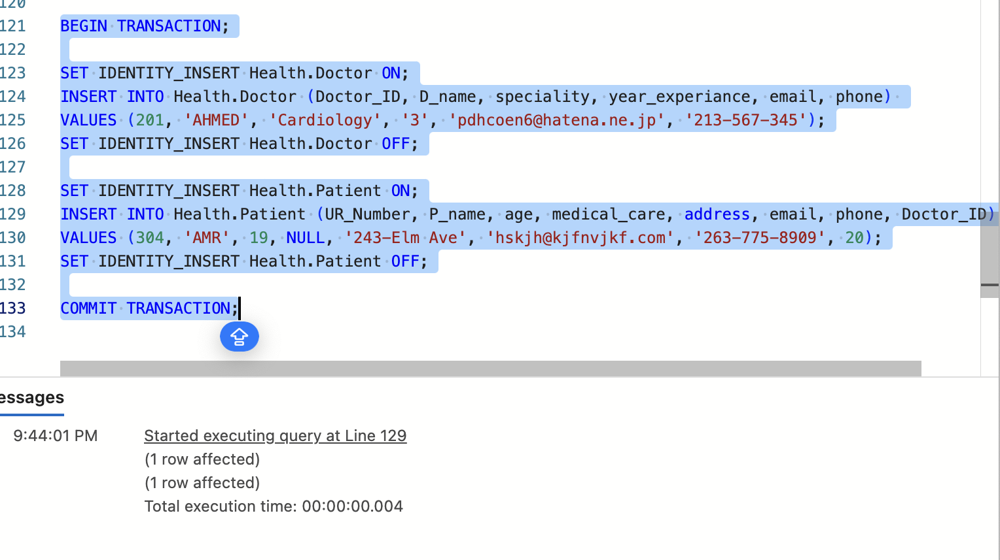 120
121 BEGIN TRANSACTION;
122
123 SET IDENTITY_INSERT Health.Doctor ON;
124 INSERT INTO Health.Doctor (Doctor_ID, D_name, speciality, year_experiance, email, phone)
125 VALUES (201, 'AHMED', 'Cardiology', '3', 'pdhcoen6@hatena.ne.jp', '213-567-345');
126 SET IDENTITY_INSERT Health.Doctor OFF;
127
128 SET IDENTITY_INSERT Health.Patient ON;
129 INSERT INTO Health.Patient (UR_Number, P_name, age, medical_care, address, email, phone, Doctor_ID)
130 VALUES (304, 'AMR', 19, NULL, '243-Elm Ave', 'hskjh@kjfnvjkf.com', '263-775-8909', 20);
131 SET IDENTITY_INSERT Health.Patient OFF;
132
133 COMMIT TRANSACTION;
134
essages
9:44:01 PM Started executing query at Line 129
(1 row affected)
(1 row affected)
Total execution time: 00:00:00.004